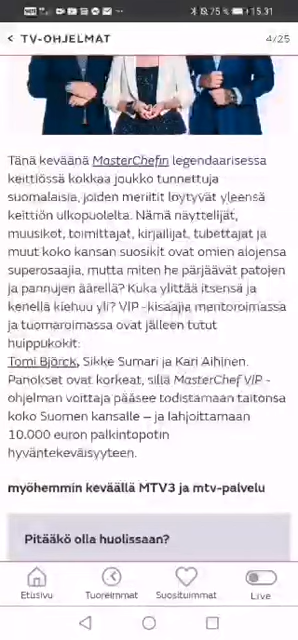 75 % 15.31
< TV-OHJELMAT 4/25
Tänä keväänä MasterChefin legendaarisessa
keittiössä kokkaa joukko tunnettuja
suomalaisia, joiden meriitit löytyvät yleensä
keittiön ulkopuolelta. Nämä näyttelijät,
muusikot, toimittajat, kirjailijat, tubettajat ja
muut koko kansan suosikit ovat omien alojensa
superosaajia, mutta miten he pärjäävät patojen
ja pannujen äärellä? Kuka ylittää itsensä ja
kenellä kiehuu yli? VIP -kisaajia mentoroimassa
ja tuomaroimassa ovat jälleen tutut
huippukokit:
Tomi Björck, Sikke Sumari ja Kari Aihinen.
Panokset ovat korkeat, sillä MasterChef VIP -
ohjelman voittaja pääsee todistamaan taitonsa
koko Suomen kansalle – ja lahjoittamaan
10.000 euron palkintopotin
hyväntekeväisyyteen.
myöhemmin keväällä MTV3 ja mtv-palvelu
Pitääkö olla huolissaan?
Etusivu Tuoreimmat Suosituimmat Live